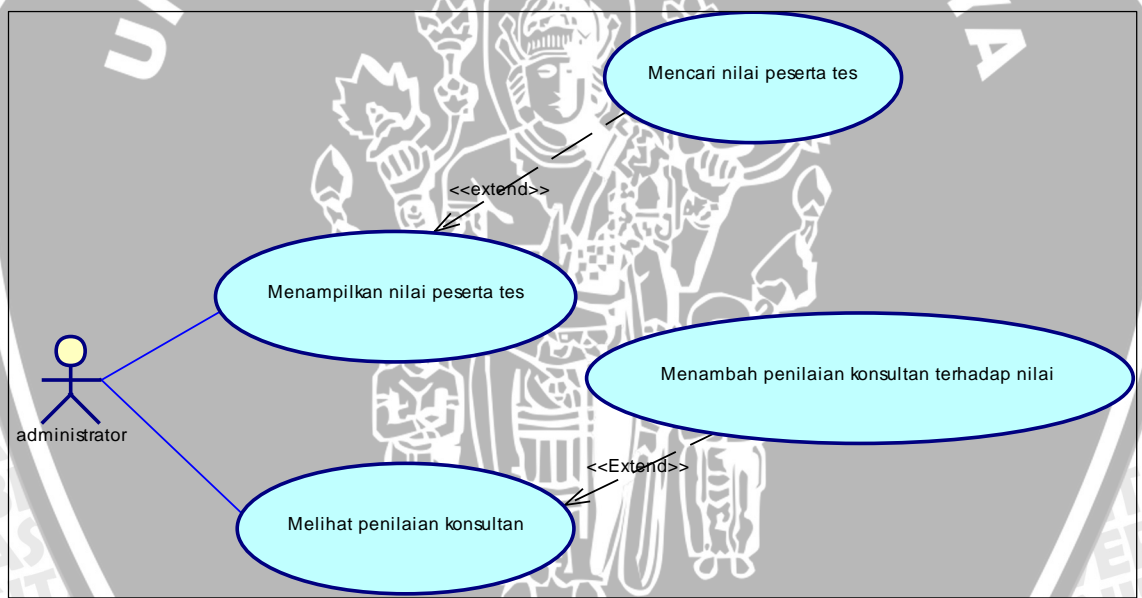 U
A
Mencari nilai peserta tes
<<extend>>
Menampilkan nilai peserta tes
Menambah penilaian konsultan terhadap nilai
administrator
<<Extend>>
Melihat penilaian konsultan